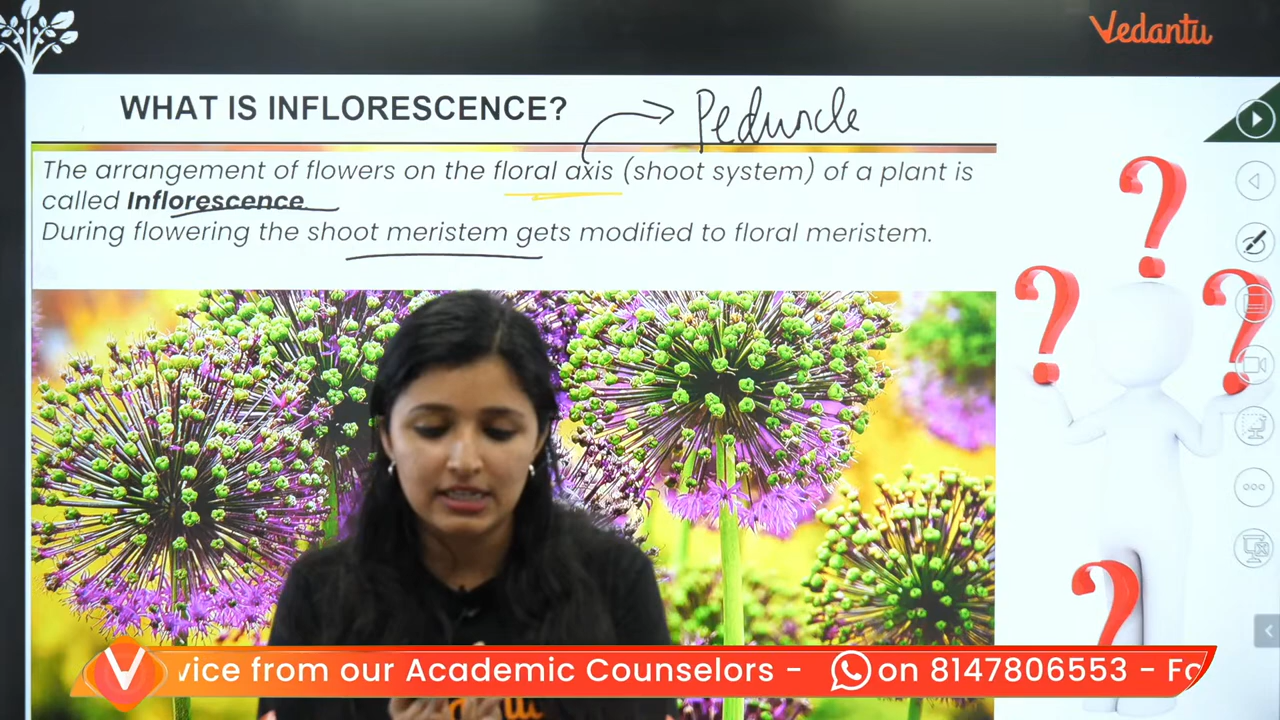 Vedantu
WHAT IS INFLORESCENCE?
Peduncle
The arrangement of flowers on the floral axis (shoot system) of a plant is
called Inflorescence
During flowering the shoot meristem gets modified to floral meristem.
vice from our Academic Counselors - on 8147806553 - Fo